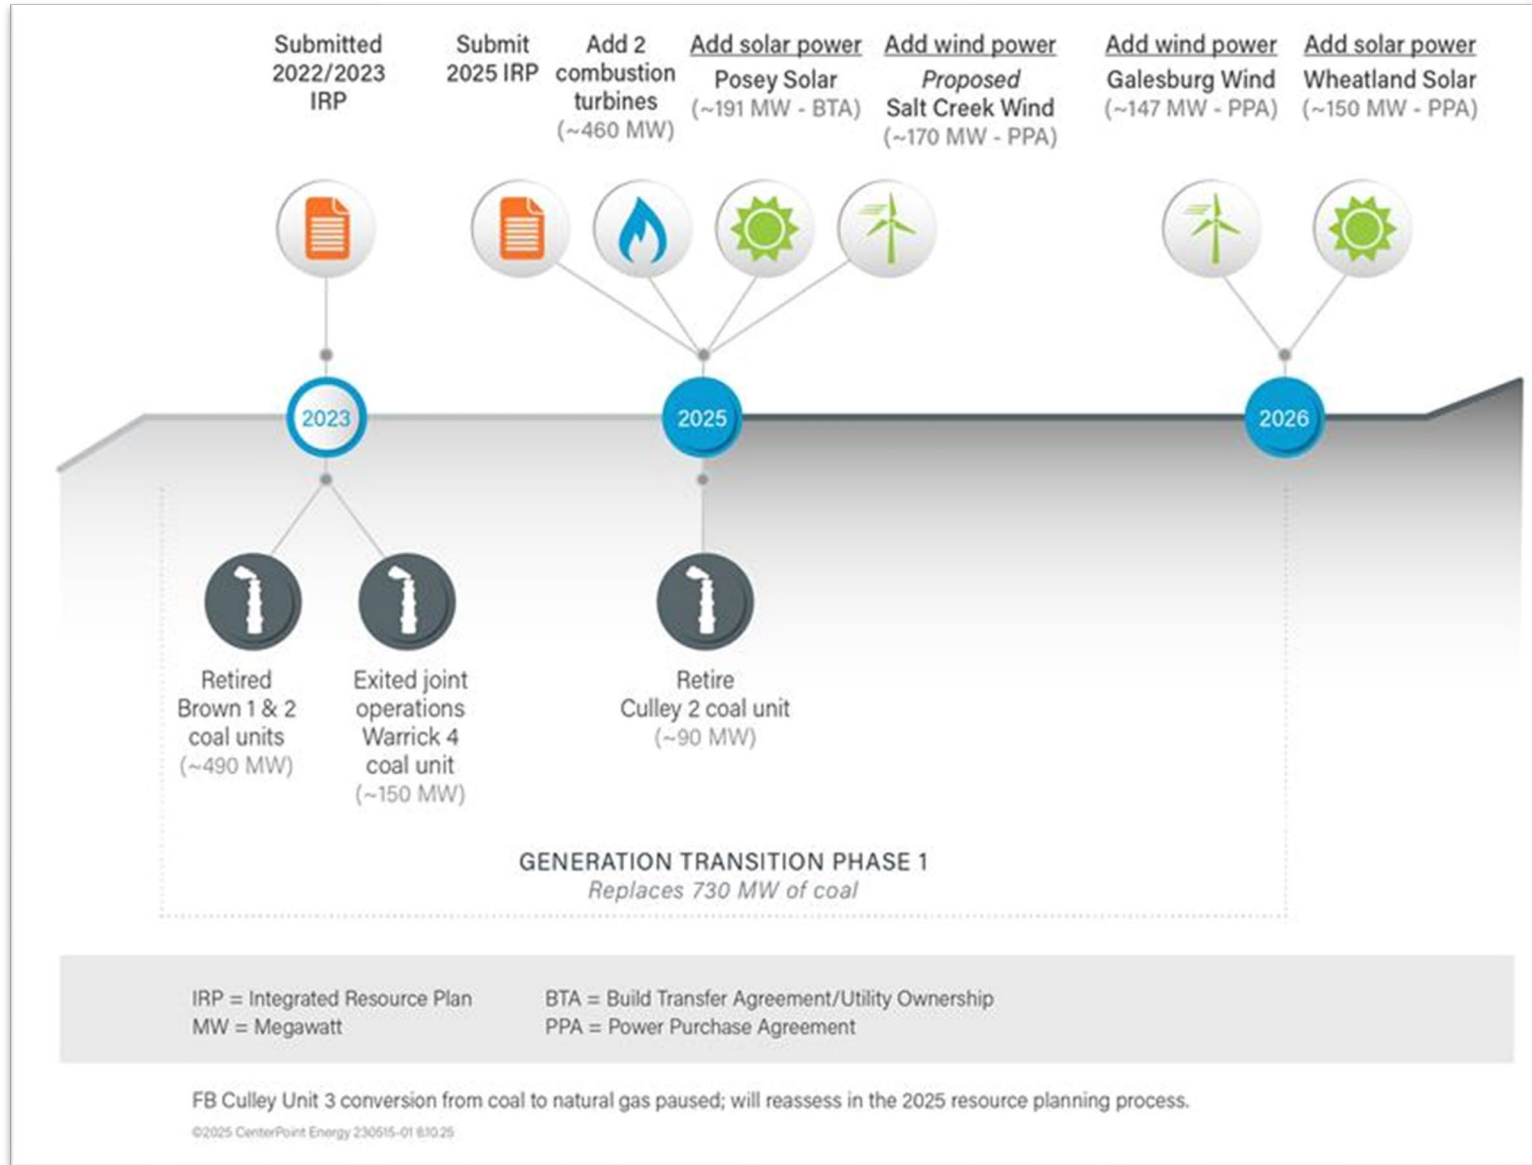 Submitted
2022/2023
IRP
Submit
2025 IRP
Add 2
combustion
turbines
(~460 MW)
Add solar power
Posey Solar
(~191 MW - BTA)
Add wind power
Proposed
Salt Creek Wind
(~170 MW - PPA)
Add wind power
Galesburg Wind
(~147 MW - PPA)
Add solar power
Wheatland Solar
(~150 MW - PPA)
2023
2025
2026
Retired
Brown 1 & 2
coal units
(~490 MW)
Exited joint
operations
Warrick 4
coal unit
(~150 MW)
Retire
Culley 2 coal unit
(~90 MW)
GENERATION TRANSITION PHASE 1
Replaces 730 MW of coal
IRP = Integrated Resource Plan
MW = Megawatt
BTA = Build Transfer Agreement/Utility Ownership
PPA = Power Purchase Agreement
FB Culley Unit 3 conversion from coal to natural gas paused; will reassess in the 2025 resource planning process.
©2025 CenterPoint Energy 230515-01 8.10.25